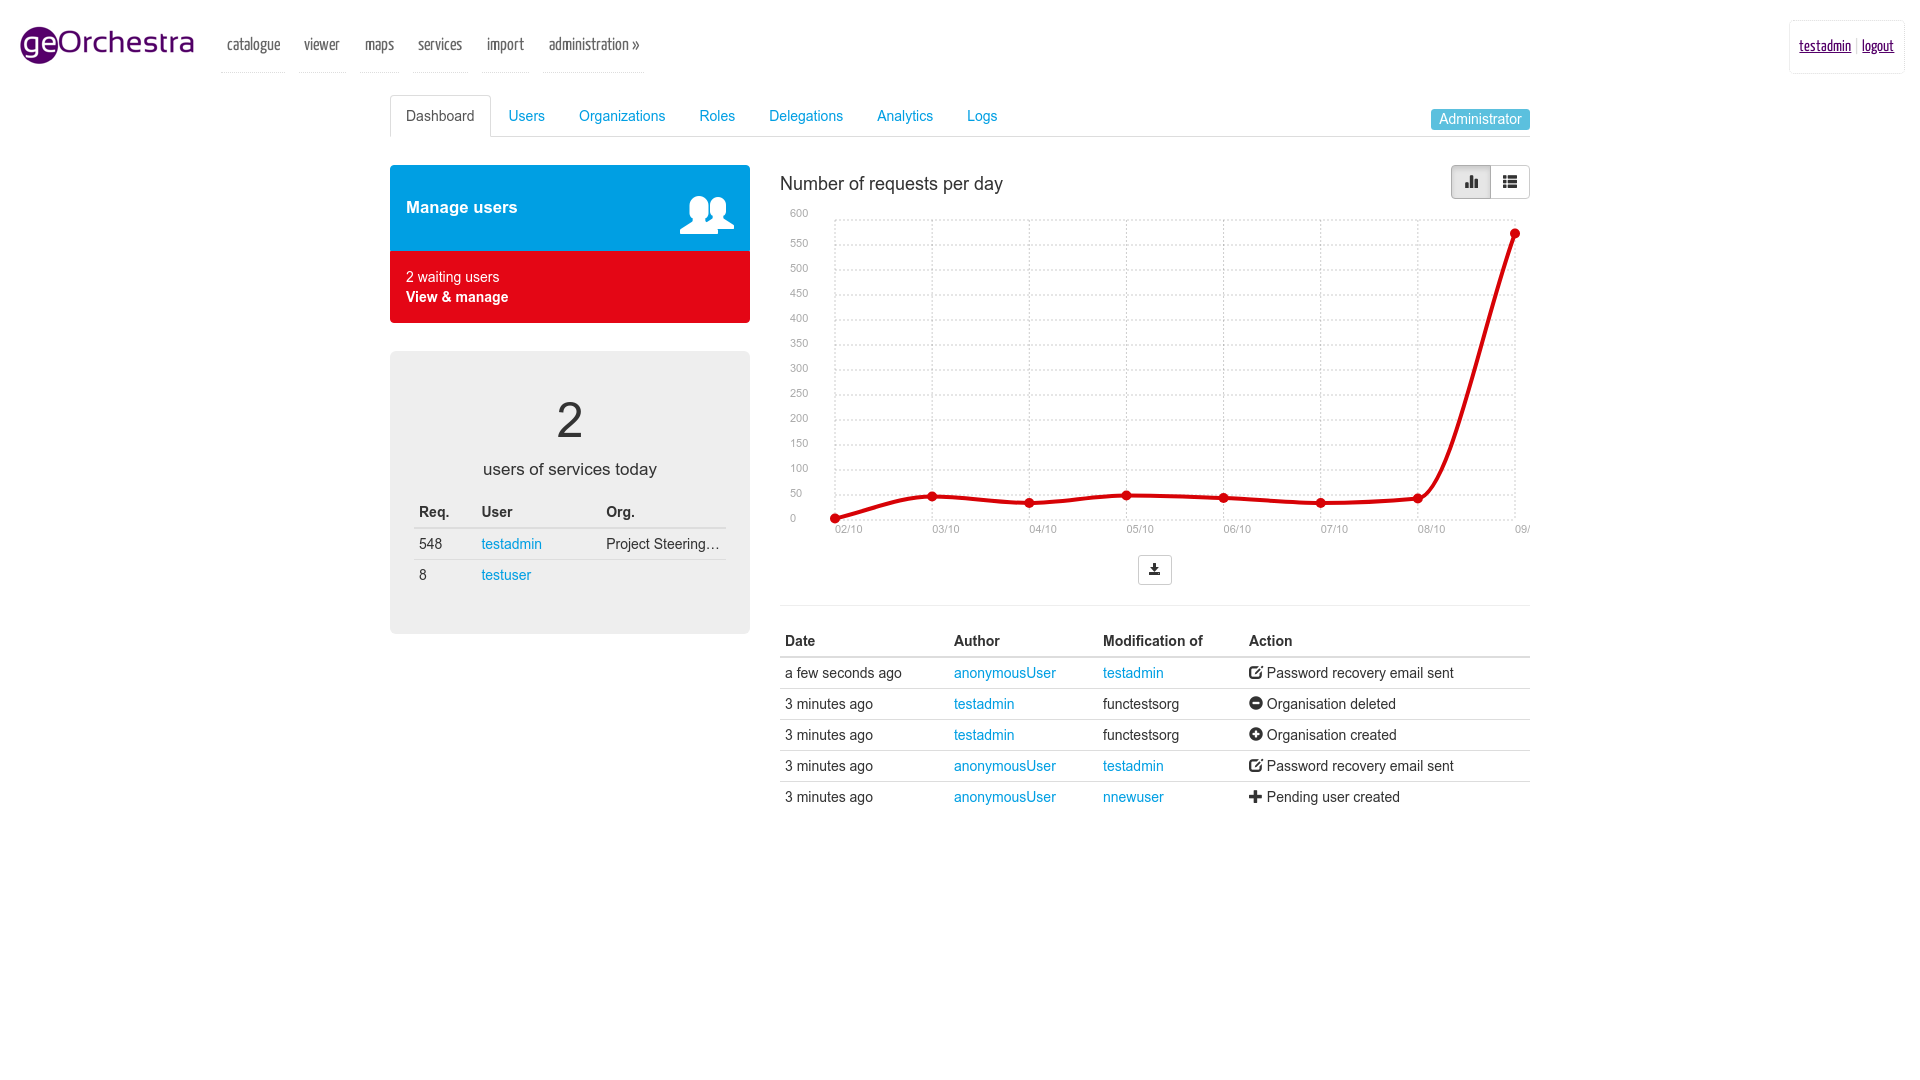 geOrchestra catalogue viewer maps services import administration » testadmin logout
Dashboard Users Organizations Roles Delegations Analytics Logs Administrator
Manage users
2 waiting users
View & manage
2
users of services today
Req. User Org.
548 testadmin Project Steering…
8 testuser
Number of requests per day
600
550
500
450
400
350
300
250
200
150
100
50
0
02/10 03/10 04/10 05/10 06/10 07/10 08/10 09/
Date Author Modification of Action
a few seconds ago anonymousUser testadmin Password recovery email sent
3 minutes ago testadmin functestsorg Organisation deleted
3 minutes ago testadmin functestsorg Organisation created
3 minutes ago anonymousUser testadmin Password recovery email sent
3 minutes ago anonymousUser nnewuser Pending user created